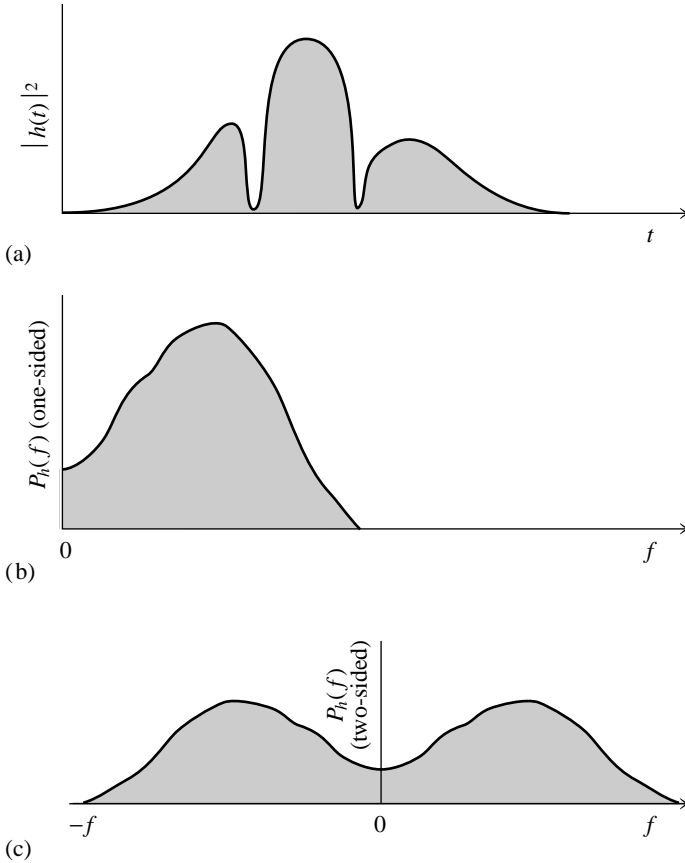 |h(t)|²
t
(a)
P_h(f) (one-sided)
0
f
(b)
P_h(f)
(two-sided)
−f
0
f
(c)